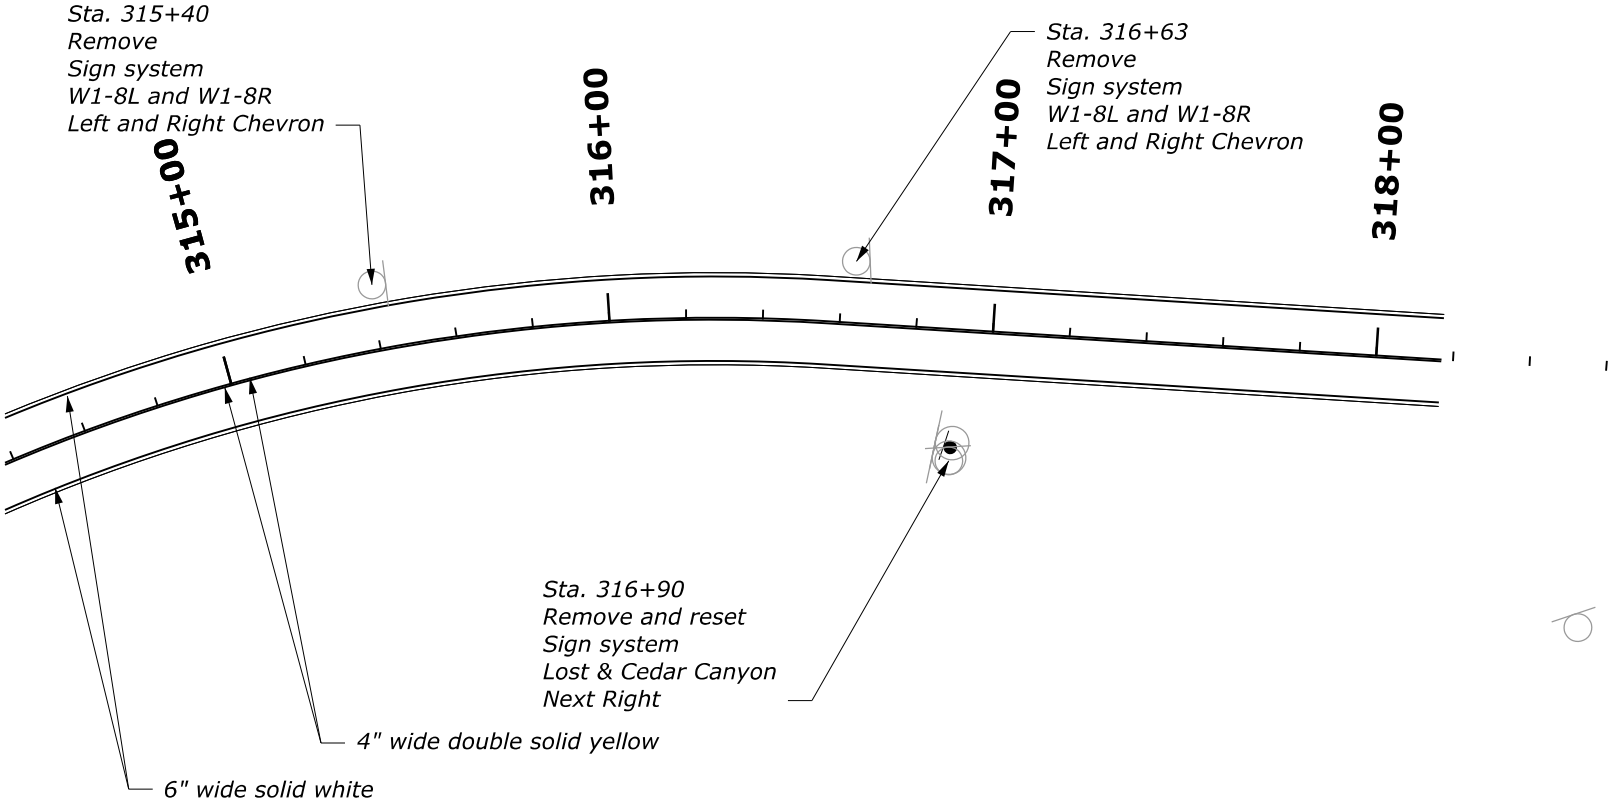 Sta. 315+40
Remove
Sign system
W1-8L and W1-8R
Left and Right Chevron
Sta. 316+63
Remove
Sign system
W1-8L and W1-8R
Left and Right Chevron
315+00
316+00
317+00
318+00
Sta. 316+90
Remove and reset
Sign system
Lost & Cedar Canyon
Next Right
4" wide double solid yellow
6" wide solid white